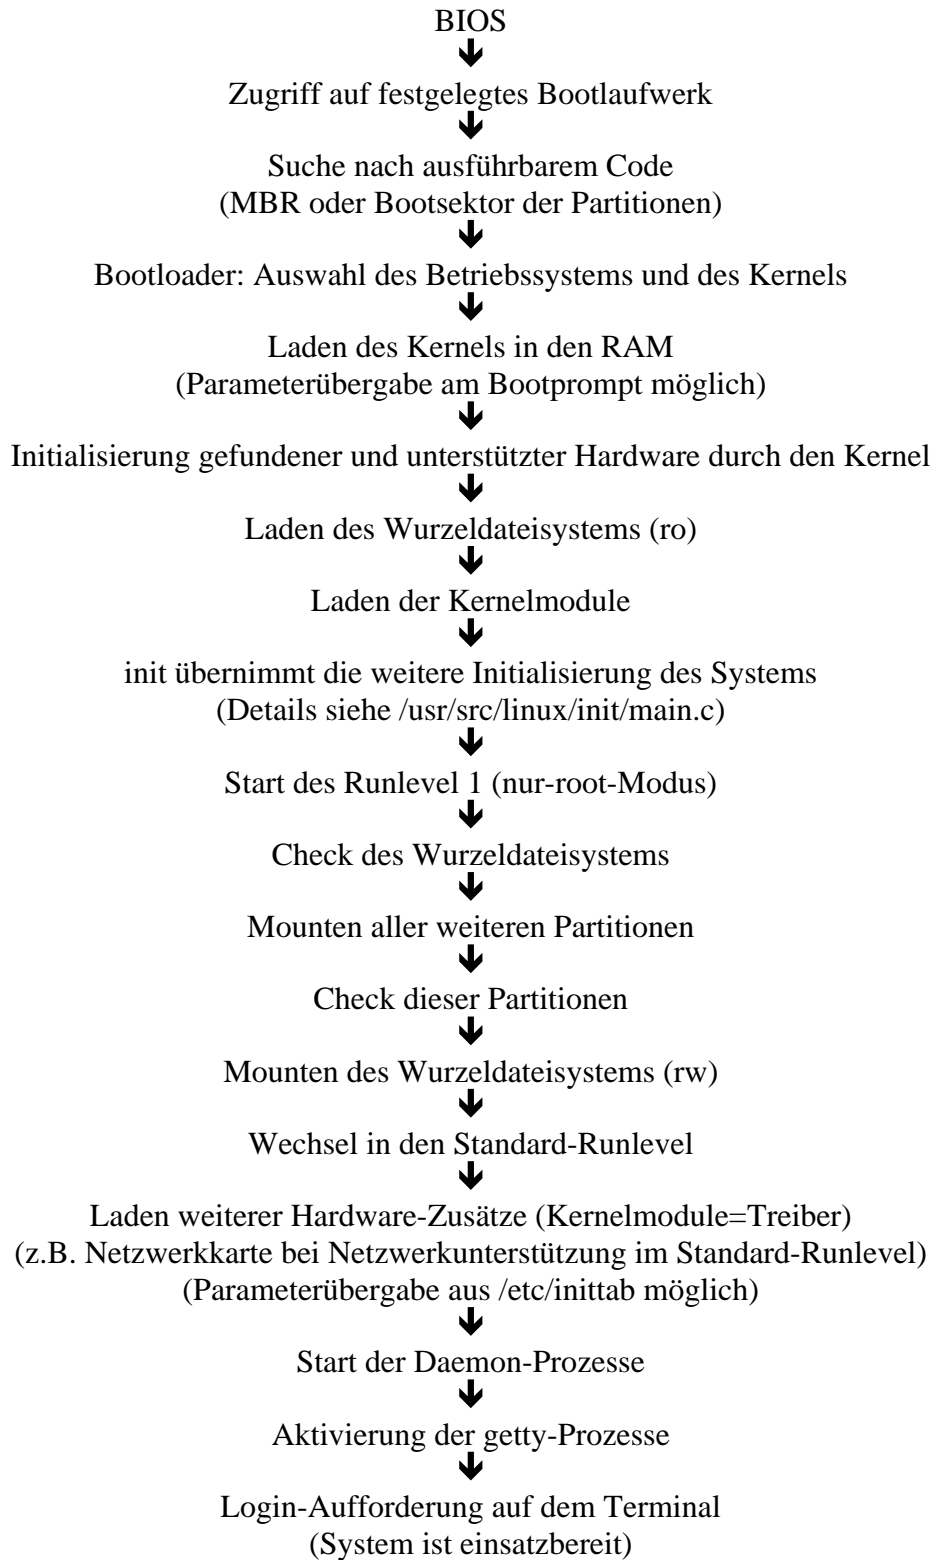 BIOS
Zugriff auf festgelegtes Bootlaufwerk
Suche nach ausführbarem Code
(MBR oder Bootsektor der Partitionen)
Bootloader: Auswahl des Betriebssystems und des Kernels
Laden des Kernels in den RAM
(Parameterübergabe am Bootprompt möglich)
Initialisierung gefundener und unterstützter Hardware durch den Kernel
Laden des Wurzeldateisystems (ro)
Laden der Kernelmodule
init übernimmt die weitere Initialisierung des Systems
(Details siehe /usr/src/linux/init/main.c)
Start des Runlevel 1 (nur-root-Modus)
Check des Wurzeldateisystems
Mounten aller weiteren Partitionen
Check dieser Partitionen
Mounten des Wurzeldateisystems (rw)
Wechsel in den Standard-Runlevel
Laden weiterer Hardware-Zusätze (Kernelmodule=Treiber)
(z.B. Netzwerkkarte bei Netzwerkunterstützung im Standard-Runlevel)
(Parameterübergabe aus /etc/inittab möglich)
Start der Daemon-Prozesse
Aktivierung der getty-Prozesse
Login-Aufforderung auf dem Terminal
(System ist einsatzbereit)